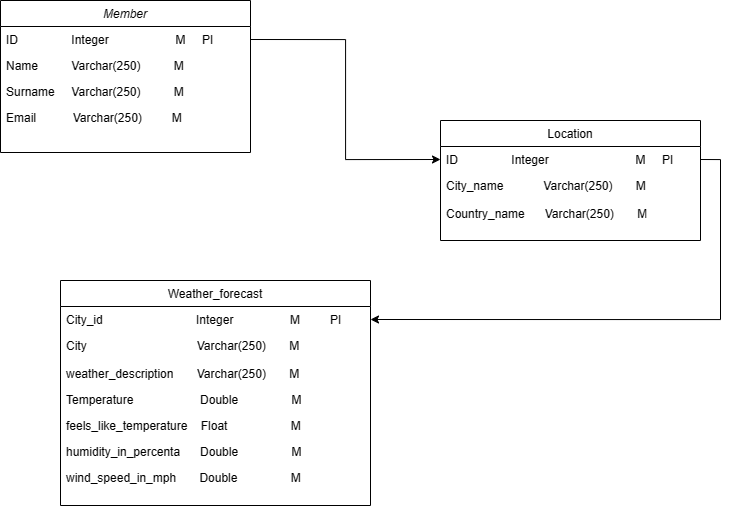 Member
ID Integer M PI
Name Varchar(250) M
Surname Varchar(250) M
Email Varchar(250) M
Location
ID Integer M PI
City_name Varchar(250) M
Country_name Varchar(250) M
Weather_forecast
City_id Integer M PI
City Varchar(250) M
weather_description Varchar(250) M
Temperature Double M
feels_like_temperature Float M
humidity_in_percenta Double M
wind_speed_in_mph Double M